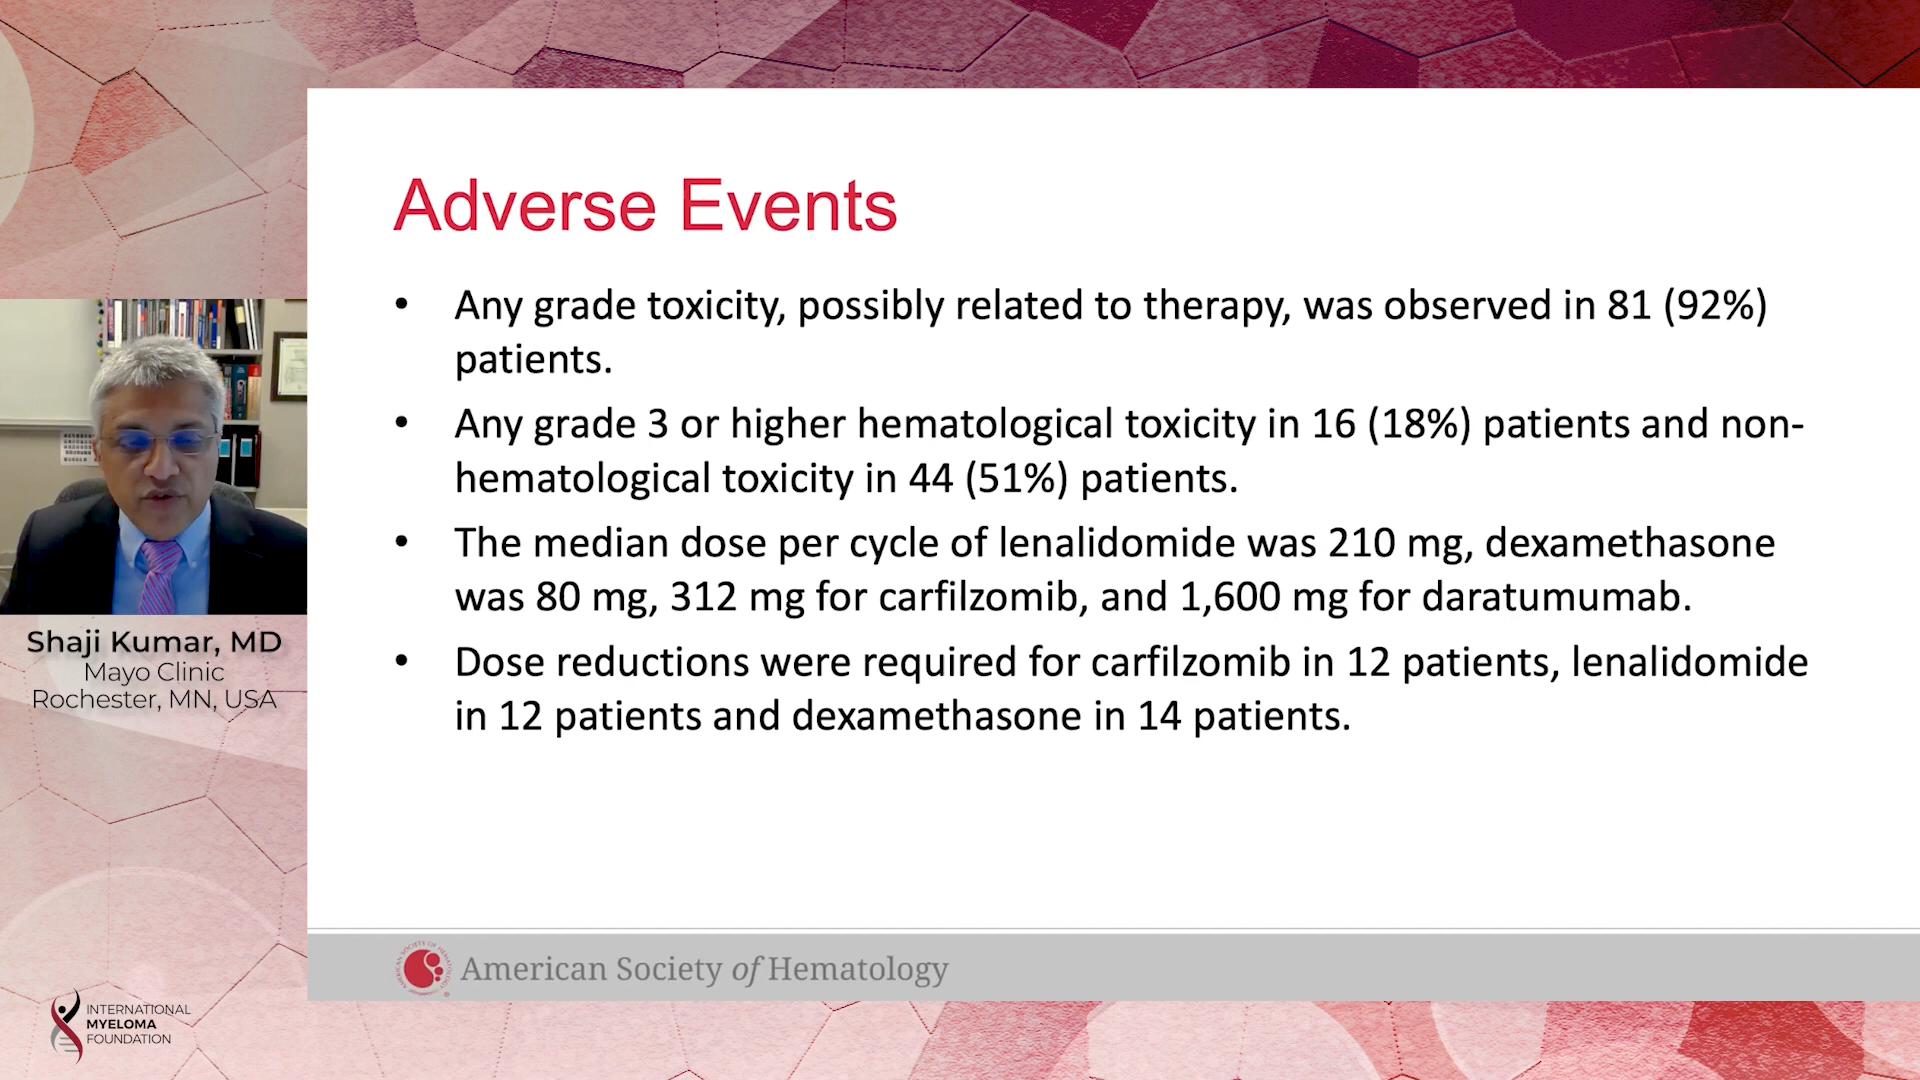 Adverse Events
• Any grade toxicity, possibly related to therapy, was observed in 81 (92%)
patients.
• Any grade 3 or higher hematological toxicity in 16 (18%) patients and non-
hematological toxicity in 44 (51%) patients.
• The median dose per cycle of lenalidomide was 210 mg, dexamethasone
was 80 mg, 312 mg for carfilzomib, and 1,600 mg for daratumumab.
• Dose reductions were required for carfilzomib in 12 patients, lenalidomide
in 12 patients and dexamethasone in 14 patients.
Shaji Kumar, MD
Mayo Clinic
Rochester, MN, USA
American Society of Hematology
INTERNATIONAL
MYELOMA
FOUNDATION